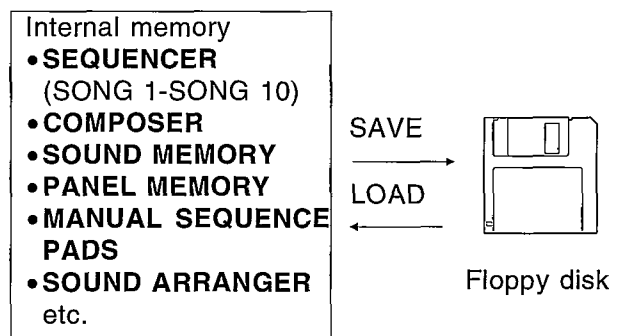 Internal memory
•SEQUENCER
(SONG 1-SONG 10)
•COMPOSER
•SOUND MEMORY
•PANEL MEMORY
•MANUAL SEQUENCE
PADS
•SOUND ARRANGER
etc.
SAVE
LOAD
Floppy disk